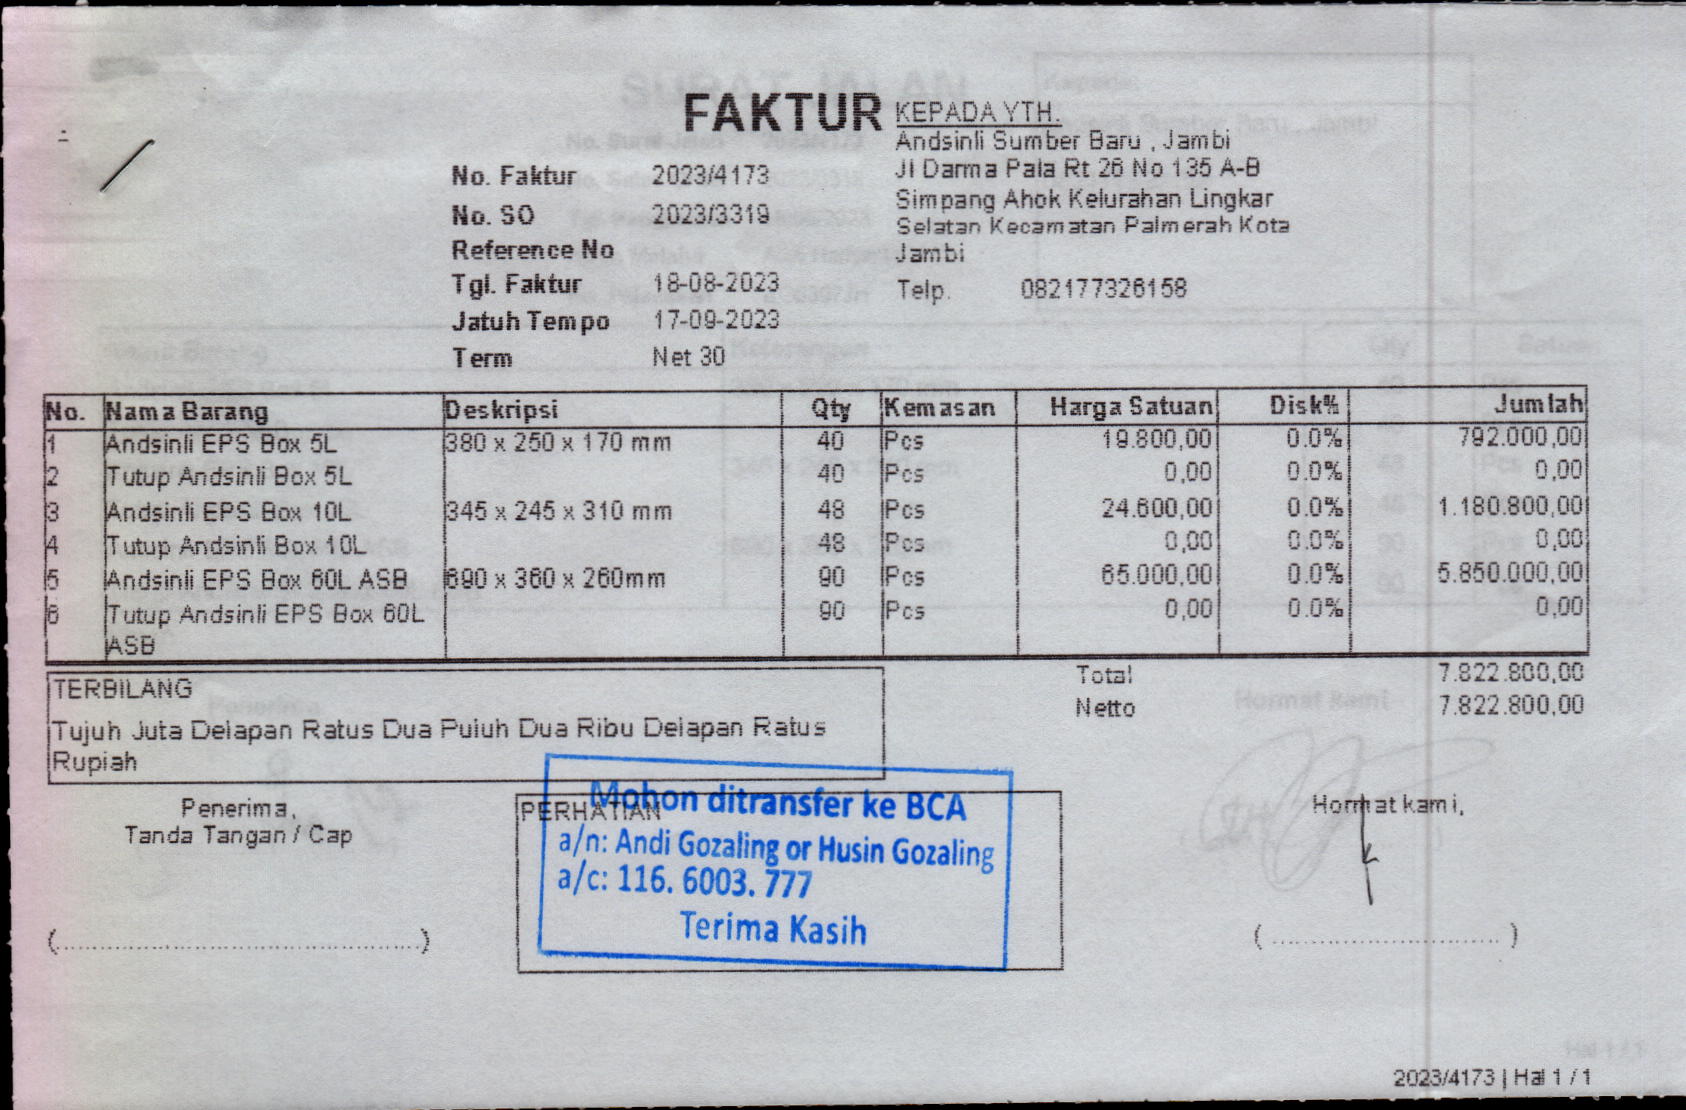 FAKTUR
KEPADA YTH.
Andsinli Sumber Baru , Jambi
Jl Darma Pala Rt 26 No 135 A-B
Simpang Ahok Kelurahan Lingkar
Selatan Kecamatan Palmerah Kota
Jambi
Telp. 082177326158
No. Faktur 2023/4173
No. SO 2023/3319
Reference No
Tgl. Faktur 18-08-2023
Jatuh Tempo 17-09-2023
Term Net 30
No. Nama Barang Deskripsi Qty Kemasan Harga Satuan Disk% Jumlah
1 Andsinli EPS Box 5L 380 x 250 x 170 mm 40 Pcs 19.800,00 0.0% 792.000,00
2 Tutup Andsinli Box 5L 40 Pcs 0,00 0.0% 0,00
3 Andsinli EPS Box 10L 345 x 245 x 310 mm 48 Pcs 24.600,00 0.0% 1.180.800,00
4 Tutup Andsinli Box 10L 48 Pcs 0,00 0.0% 0,00
5 Andsinli EPS Box 60L ASB 690 x 360 x 260mm 90 Pcs 65.000,00 0.0% 5.850.000,00
6 Tutup Andsinli EPS Box 60L 90 Pcs 0,00 0.0% 0,00
ASB
Total 7.822.800,00
Netto 7.822.800,00
TERBILANG
Tujuh Juta Delapan Ratus Dua Puluh Dua Ribu Delapan Ratus
Rupiah
Penerima,
Tanda Tangan / Cap
(..........................................)
PERHATIAN
Mohon ditransfer ke BCA
a/n: Andi Gozaling or Husin Gozaling
a/c: 116. 6003. 777
Terima Kasih
Hormat kami,
( ............................. )
2023/4173 | Hal 1 / 1